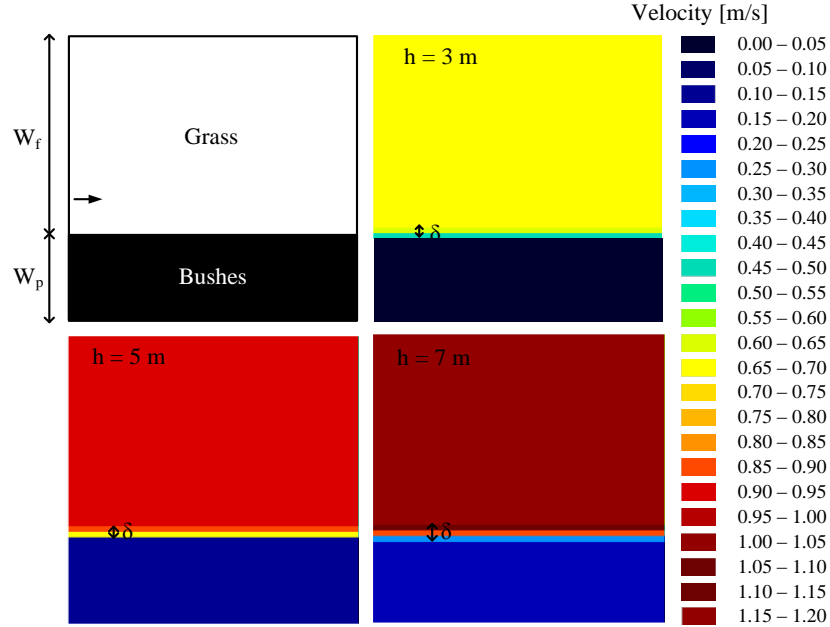 Velocity [m/s]
W_f
Grass
W_p
Bushes
h = 3 m
δ
h = 5 m
δ
h = 7 m
δ
0.00 – 0.05
0.05 – 0.10
0.10 – 0.15
0.15 – 0.20
0.20 – 0.25
0.25 – 0.30
0.30 – 0.35
0.35 – 0.40
0.40 – 0.45
0.45 – 0.50
0.50 – 0.55
0.55 – 0.60
0.60 – 0.65
0.65 – 0.70
0.70 – 0.75
0.75 – 0.80
0.80 – 0.85
0.85 – 0.90
0.90 – 0.95
0.95 – 1.00
1.00 – 1.05
1.05 – 1.10
1.10 – 1.15
1.15 – 1.20